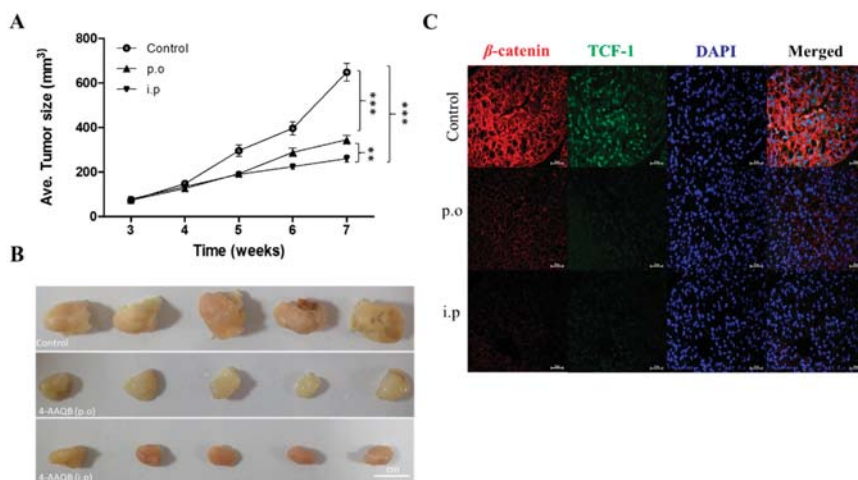 A
Ave. Tumor size (mm³)
800
600
400
200
0
3 4 5 6 7
Time (weeks)
Control
p.o
i.p
***
**
***
B
Control
4-AAQB (p.o)
4-AAQB (i.p)
cm
C
β-catenin TCF-1 DAPI Merged
Control
p.o
i.p